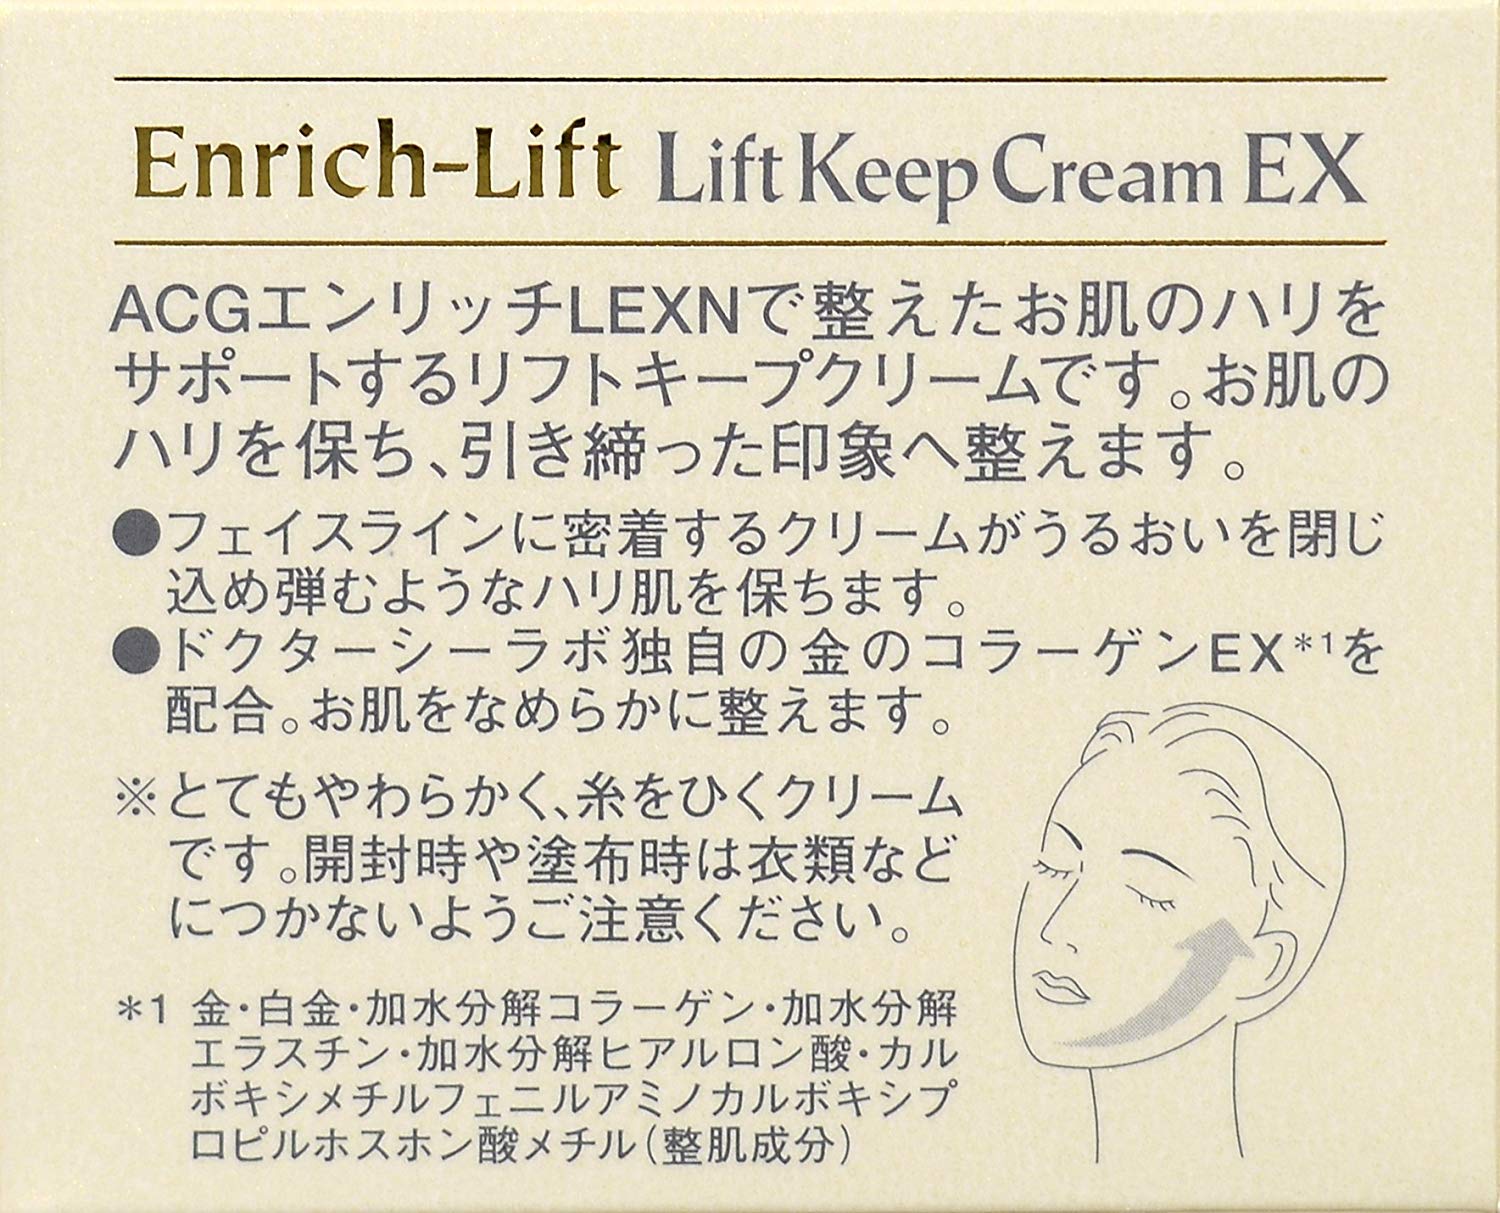 Enrich-Lift Lift Keep Cream EX
ACGエンリッチLEXNで整えたお肌のハリを
サポートするリフトキープクリームです。お肌の
ハリを保ち、引き締った印象へ整えます。
●フェイスラインに密着するクリームがうるおいを閉じ
込め弾むようなハリ肌を保ちます。
●ドクターシーラボ独自の金のコラーゲンEX*1を
配合。お肌をなめらかに整えます。
※とてもやわらかく、糸をひくクリーム
です。開封時や塗布時は衣類など
につかないようご注意ください。
*1 金・白金・加水分解コラーゲン・加水分解
エラスチン・加水分解ヒアルロン酸・カル
ボキシメチルフェニルアミノカルボキシプ
ロピルホスホン酸メチル（整肌成分）